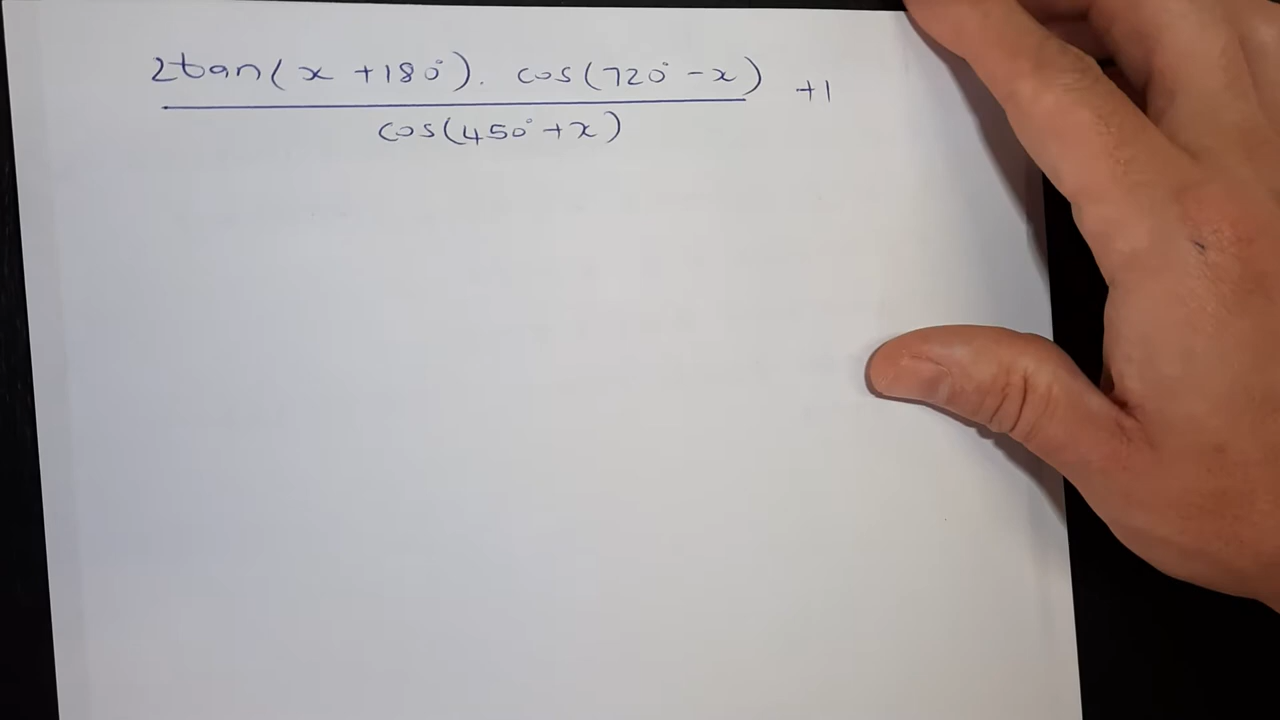 2tan(x +180°). cos(720° -x) +1
cos(450°+x)